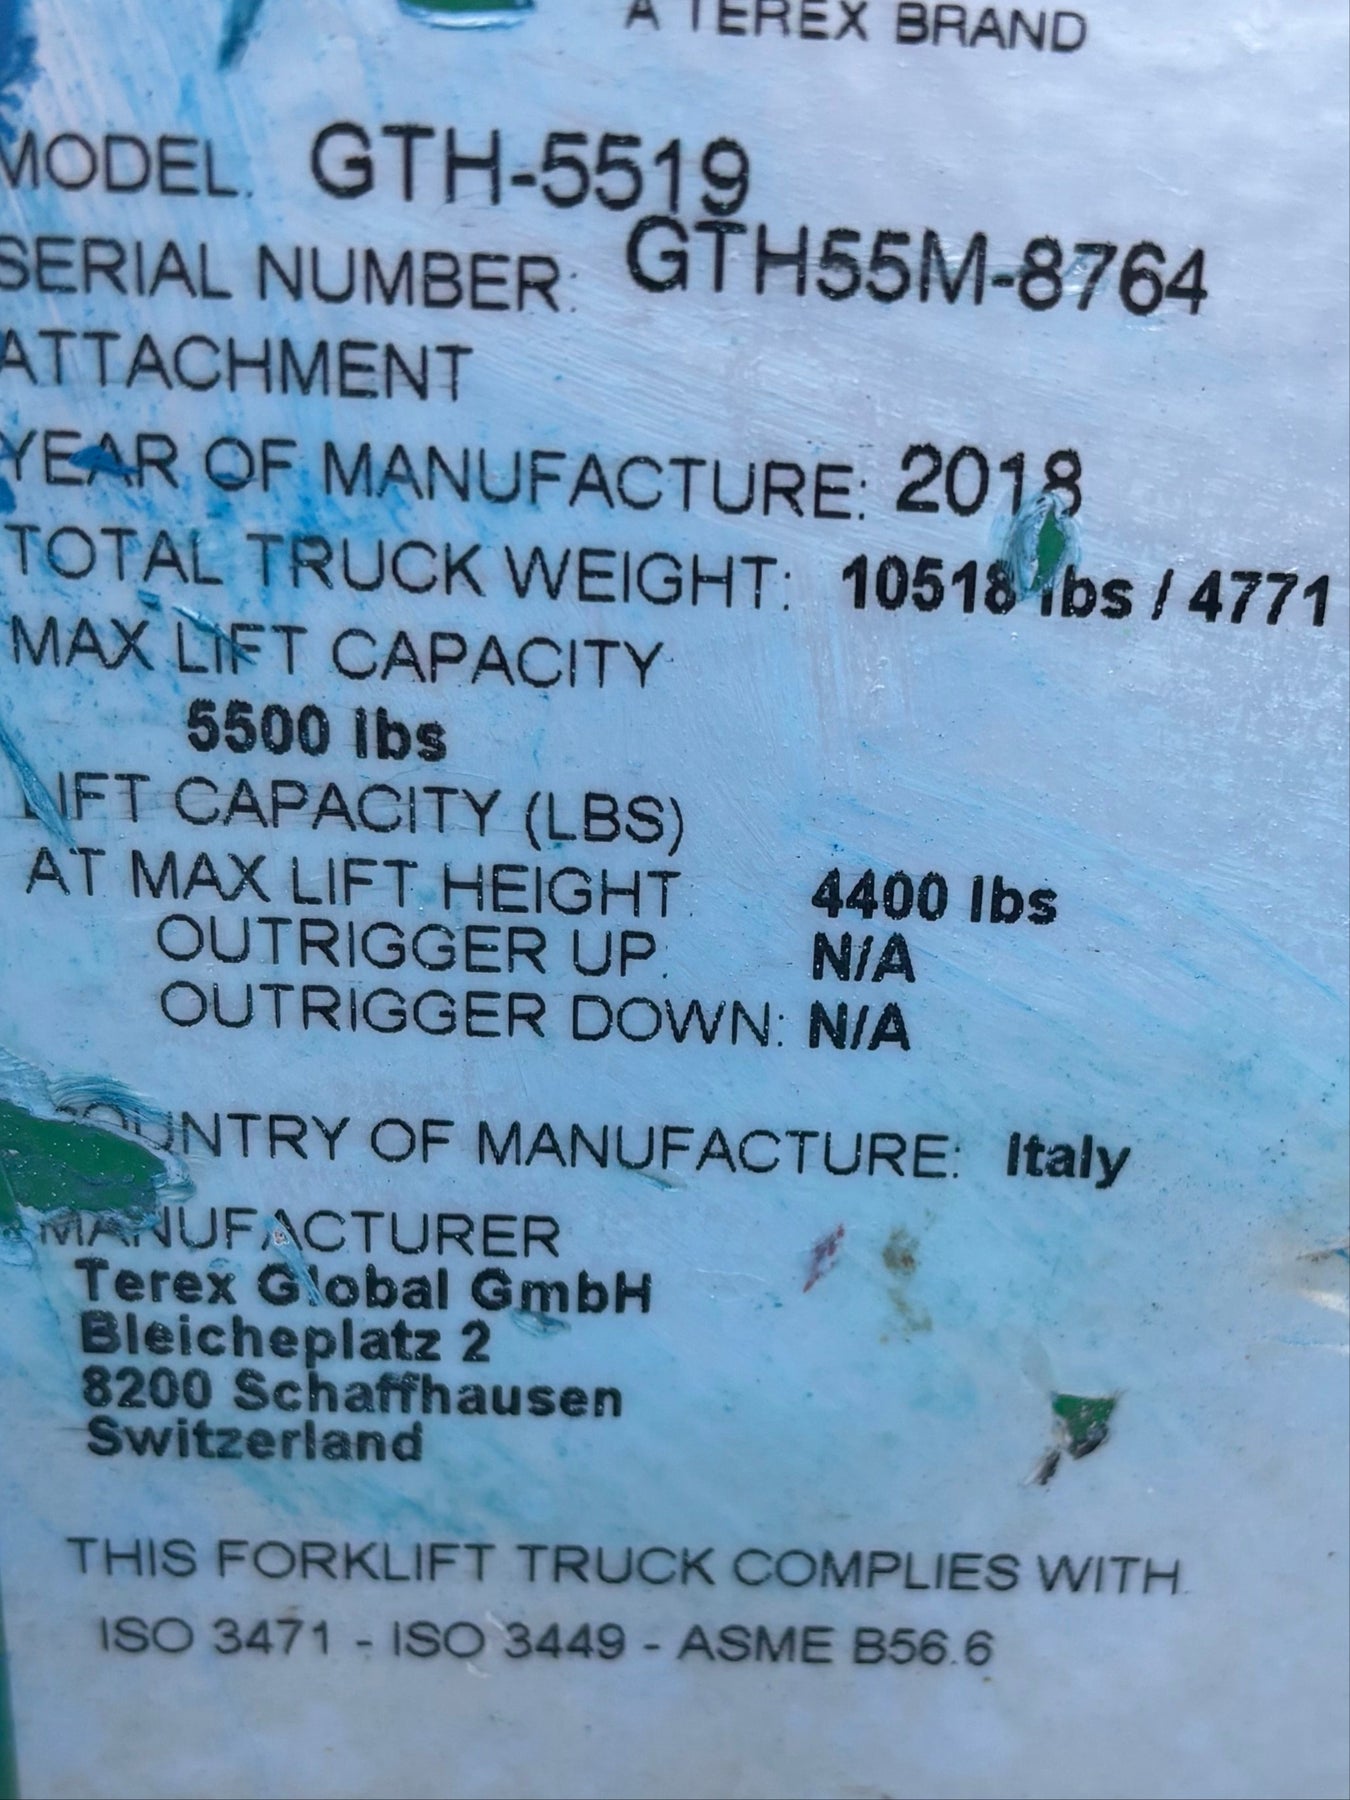 A TEREX BRAND
MODEL. GTH-5519
SERIAL NUMBER: GTH55M-8764
ATTACHMENT
YEAR OF MANUFACTURE: 2018
TOTAL TRUCK WEIGHT: 10518 lbs / 4771
MAX LIFT CAPACITY
5500 lbs
LIFT CAPACITY (LBS)
AT MAX LIFT HEIGHT. 4400 lbs
OUTRIGGER UP. N/A
OUTRIGGER DOWN: N/A
COUNTRY OF MANUFACTURE: Italy
MANUFACTURER
Terex Global GmbH
Bleicheplatz 2
8200 Schaffhausen
Switzerland
THIS FORKLIFT TRUCK COMPLIES WITH
ISO 3471 - ISO 3449 - ASME B56.6